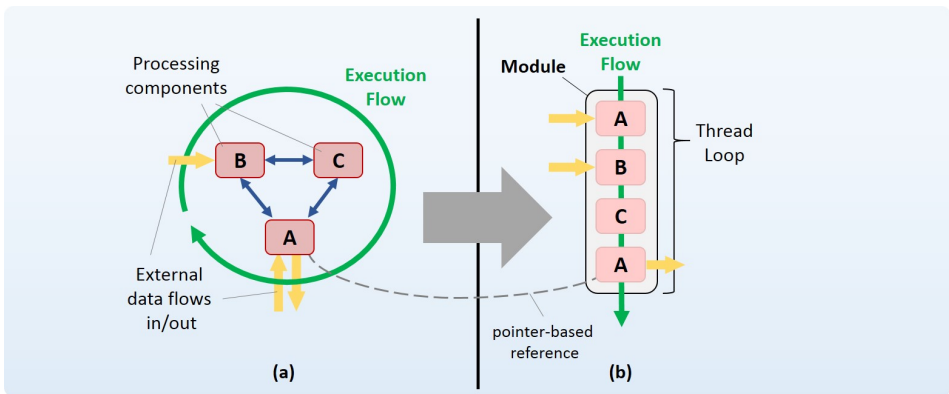 Processing
components
Execution
Flow
B
C
A
External
data flows
in/out
(a)
Execution
Flow
Module
A
B
C
A
Thread
Loop
pointer-based
reference
(b)